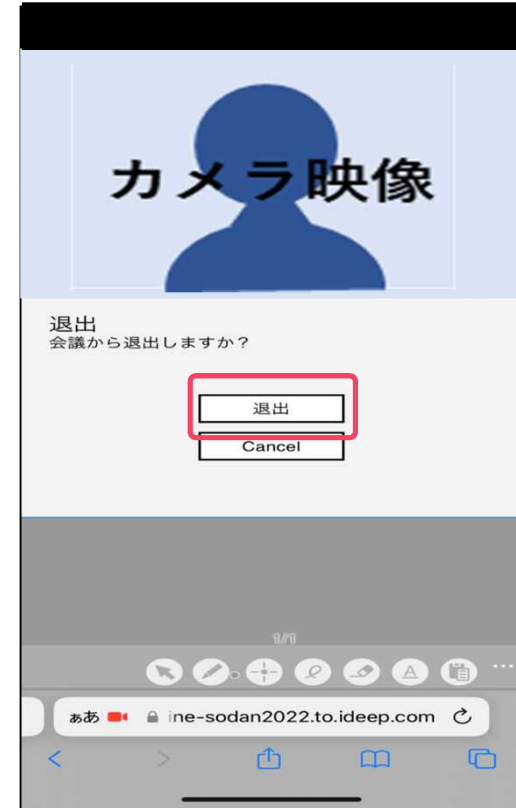 カメラ映像
退出
会議から退出しますか？
退出
Cancel
1/1
A
ぁあ ine-sodan2022.to.ideep.com